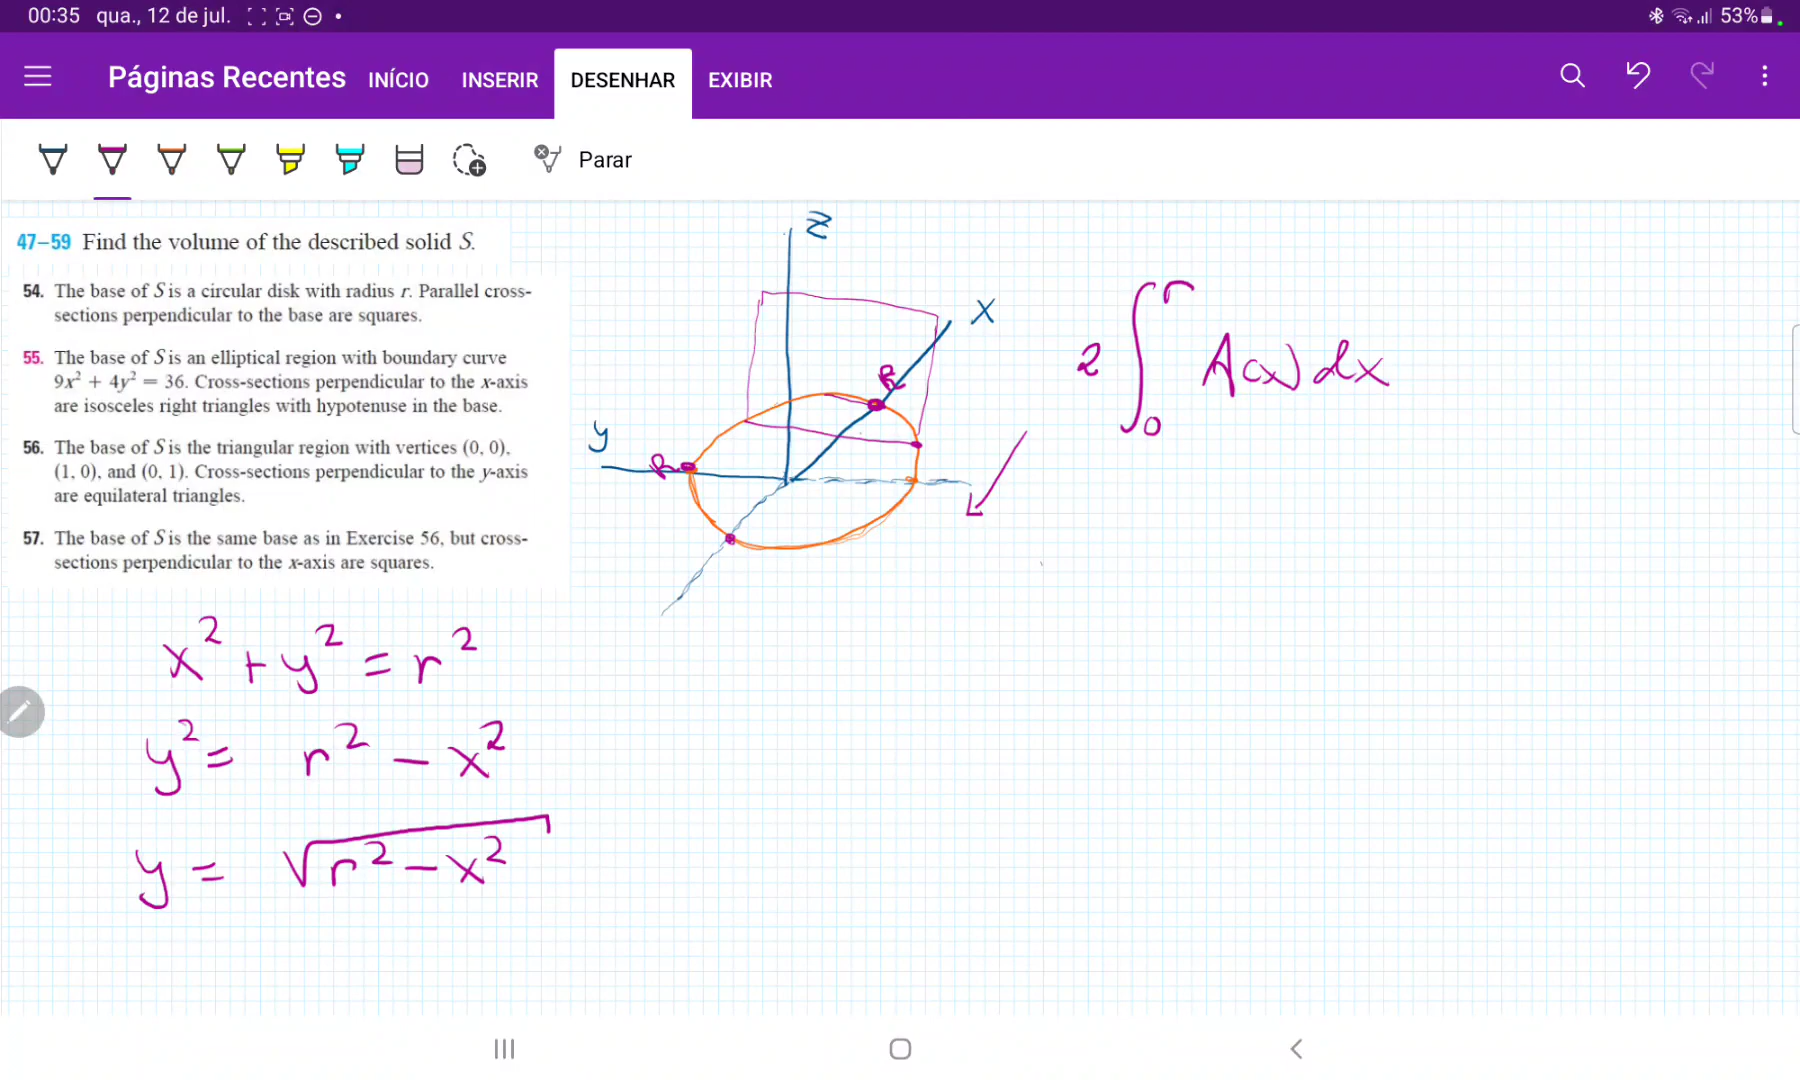 00:35 qua., 12 de jul.
53%
Páginas Recentes INÍCIO INSERIR DESENHAR EXIBIR
Parar
47–59 Find the volume of the described solid S.
54. The base of S is a circular disk with radius r. Parallel cross-
sections perpendicular to the base are squares.
55. The base of S is an elliptical region with boundary curve
9x² + 4y² = 36. Cross-sections perpendicular to the x-axis
are isosceles right triangles with hypotenuse in the base.
56. The base of S is the triangular region with vertices (0, 0),
(1, 0), and (0, 1). Cross-sections perpendicular to the y-axis
are equilateral triangles.
57. The base of S is the same base as in Exercise 56, but cross-
sections perpendicular to the x-axis are squares.
z
x
R
y
R
2 ∫₀ʳ A(x) dx
x² + y² = r²
y² = r² − x²
y = √(r² − x²)